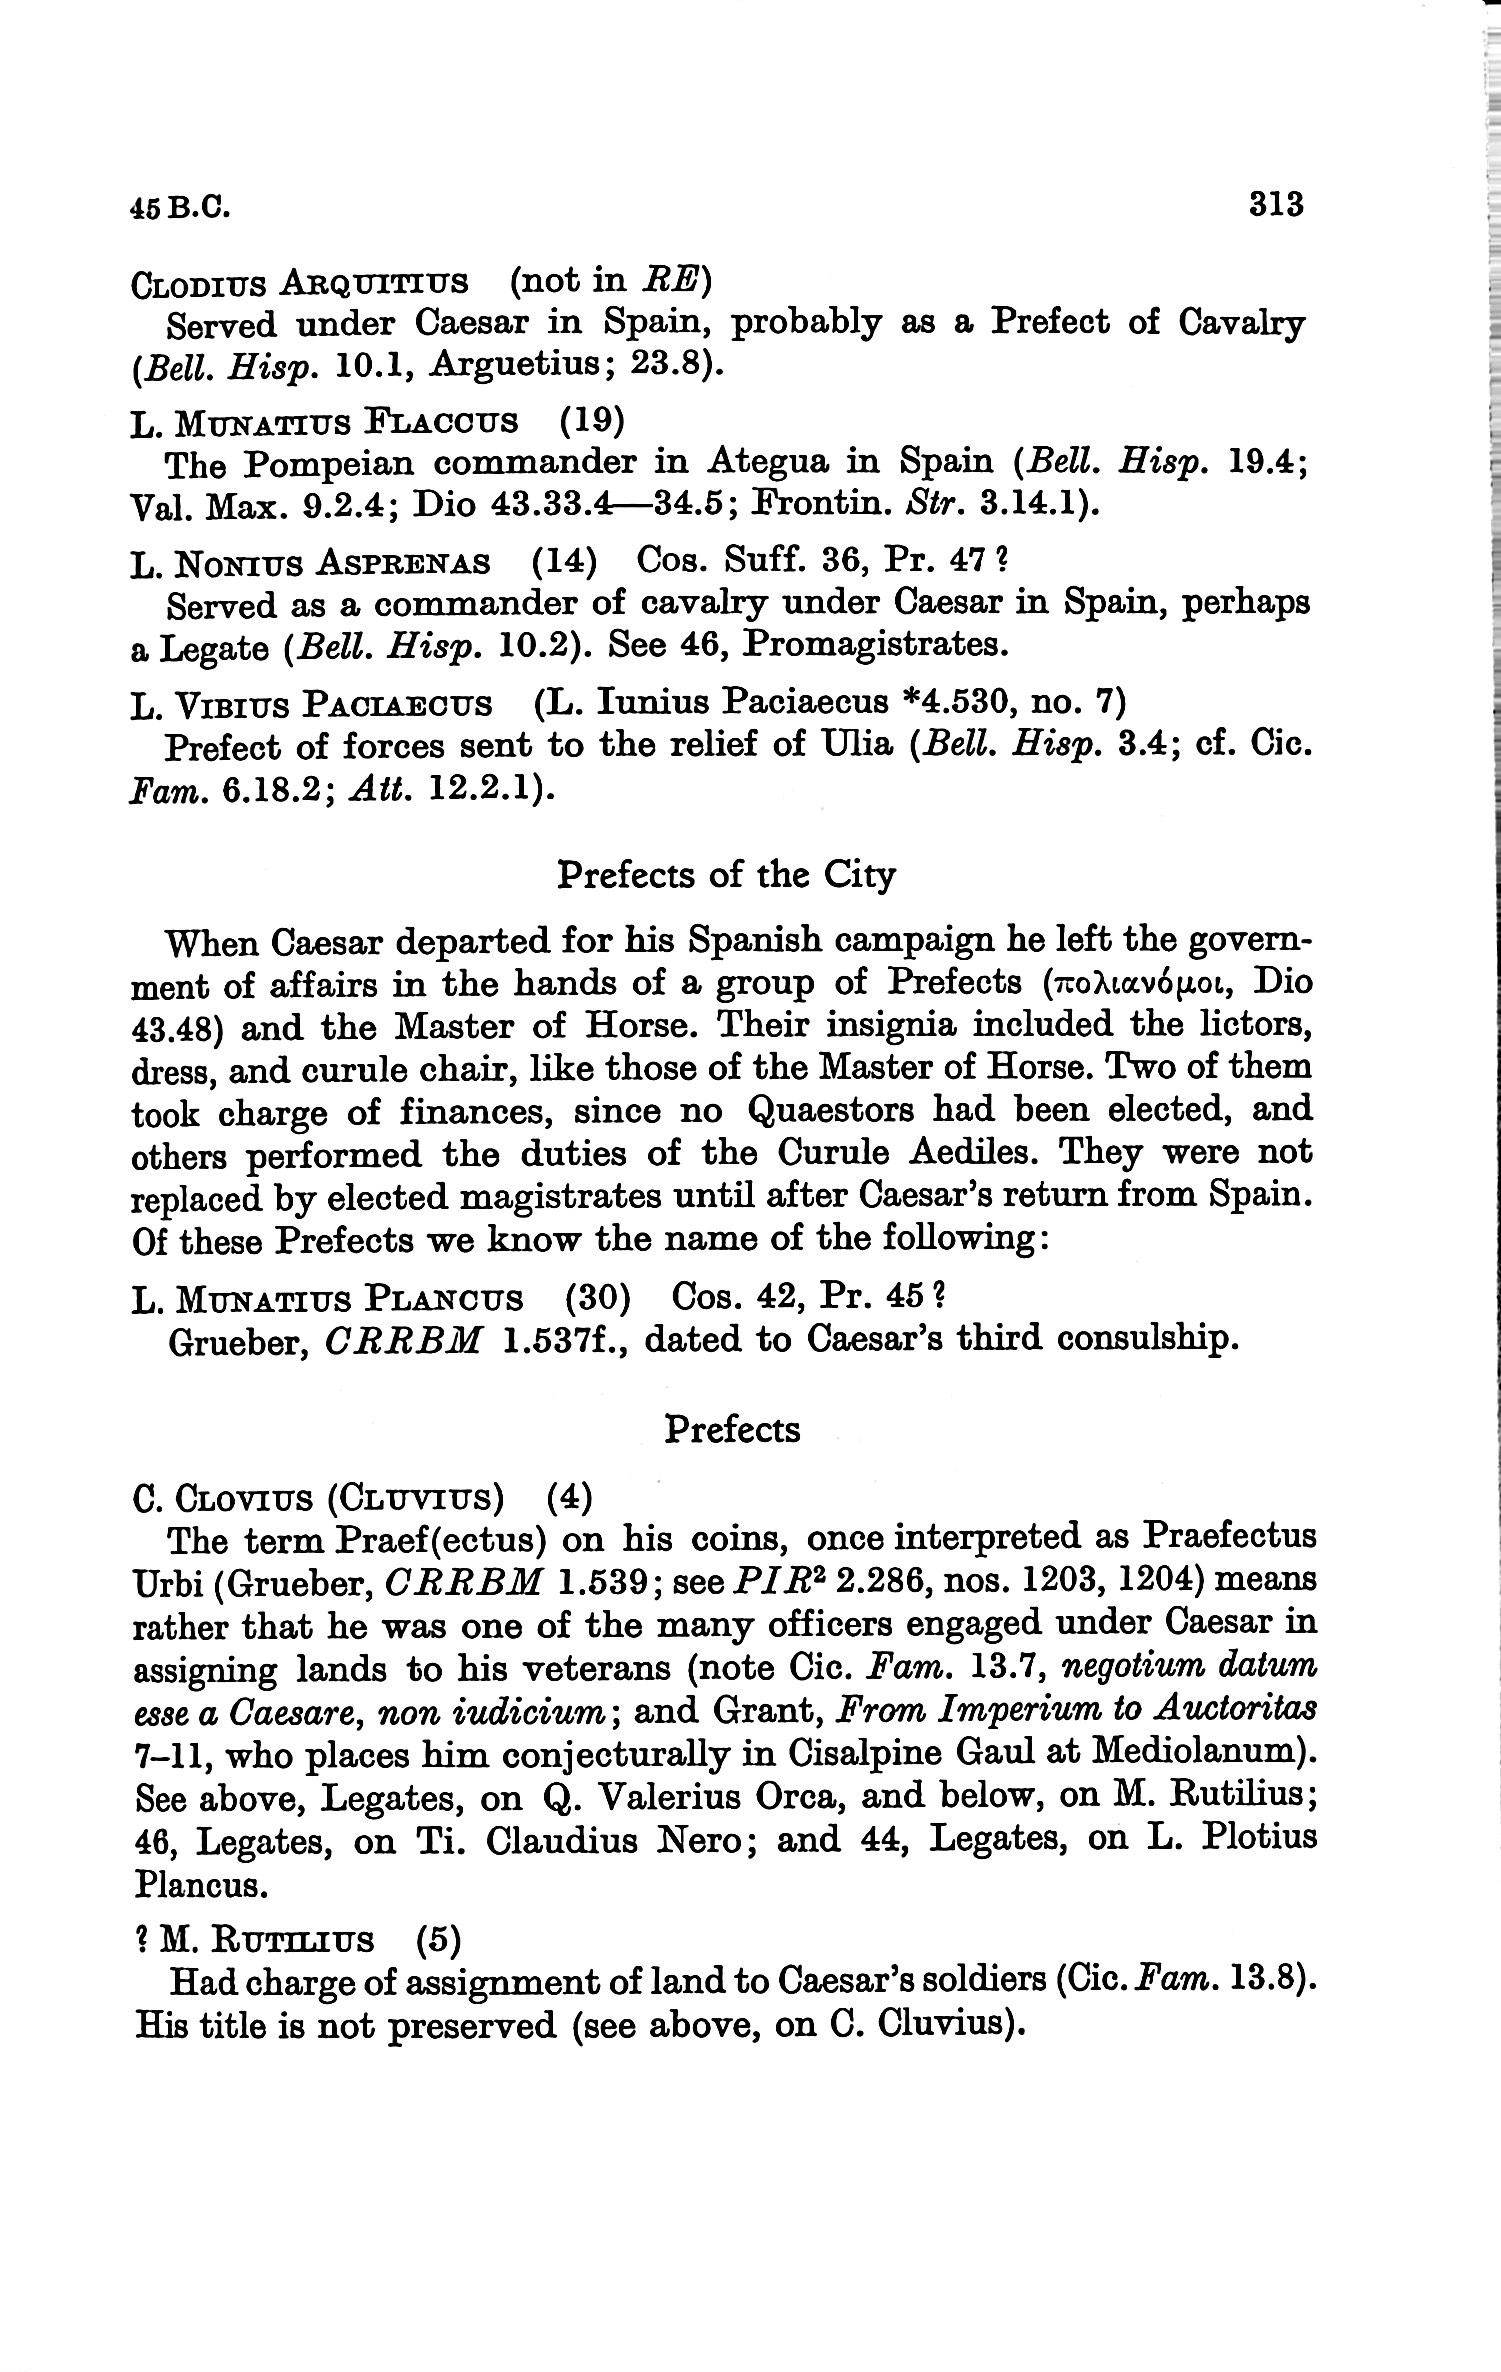 45 B.C. 313
CLODIUS ARQUITIUS (not in RE)
Served under Caesar in Spain, probably as a Prefect of Cavalry
(Bell. Hisp. 10.1, Arguetius; 23.8).
L. MUNATIUS FLACCUS (19)
The Pompeian commander in Ategua in Spain (Bell. Hisp. 19.4;
Val. Max. 9.2.4; Dio 43.33.4—34.5; Frontin. Str. 3.14.1).
L. NONIUS ASPRENAS (14) Cos. Suff. 36, Pr. 47?
Served as a commander of cavalry under Caesar in Spain, perhaps
a Legate (Bell. Hisp. 10.2). See 46, Promagistrates.
L. VIBIUS PACIAECUS (L. Iunius Paciaecus *4.530, no. 7)
Prefect of forces sent to the relief of Ulia (Bell. Hisp. 3.4; cf. Cic.
Fam. 6.18.2; Att. 12.2.1).
Prefects of the City
When Caesar departed for his Spanish campaign he left the govern-
ment of affairs in the hands of a group of Prefects (πολιανόμοι, Dio
43.48) and the Master of Horse. Their insignia included the lictors,
dress, and curule chair, like those of the Master of Horse. Two of them
took charge of finances, since no Quaestors had been elected, and
others performed the duties of the Curule Aediles. They were not
replaced by elected magistrates until after Caesar's return from Spain.
Of these Prefects we know the name of the following:
L. MUNATIUS PLANCUS (30) Cos. 42, Pr. 45?
Grueber, CRRBM 1.537f., dated to Caesar's third consulship.
Prefects
C. CLOVIUS (CLUVIUS) (4)
The term Praef(ectus) on his coins, once interpreted as Praefectus
Urbi (Grueber, CRRBM 1.539; see PIR² 2.286, nos. 1203, 1204) means
rather that he was one of the many officers engaged under Caesar in
assigning lands to his veterans (note Cic. Fam. 13.7, negotium datum
esse a Caesare, non iudicium; and Grant, From Imperium to Auctoritas
7–11, who places him conjecturally in Cisalpine Gaul at Mediolanum).
See above, Legates, on Q. Valerius Orca, and below, on M. Rutilius;
46, Legates, on Ti. Claudius Nero; and 44, Legates, on L. Plotius
Plancus.
? M. RUTILIUS (5)
Had charge of assignment of land to Caesar's soldiers (Cic. Fam. 13.8).
His title is not preserved (see above, on C. Cluvius).